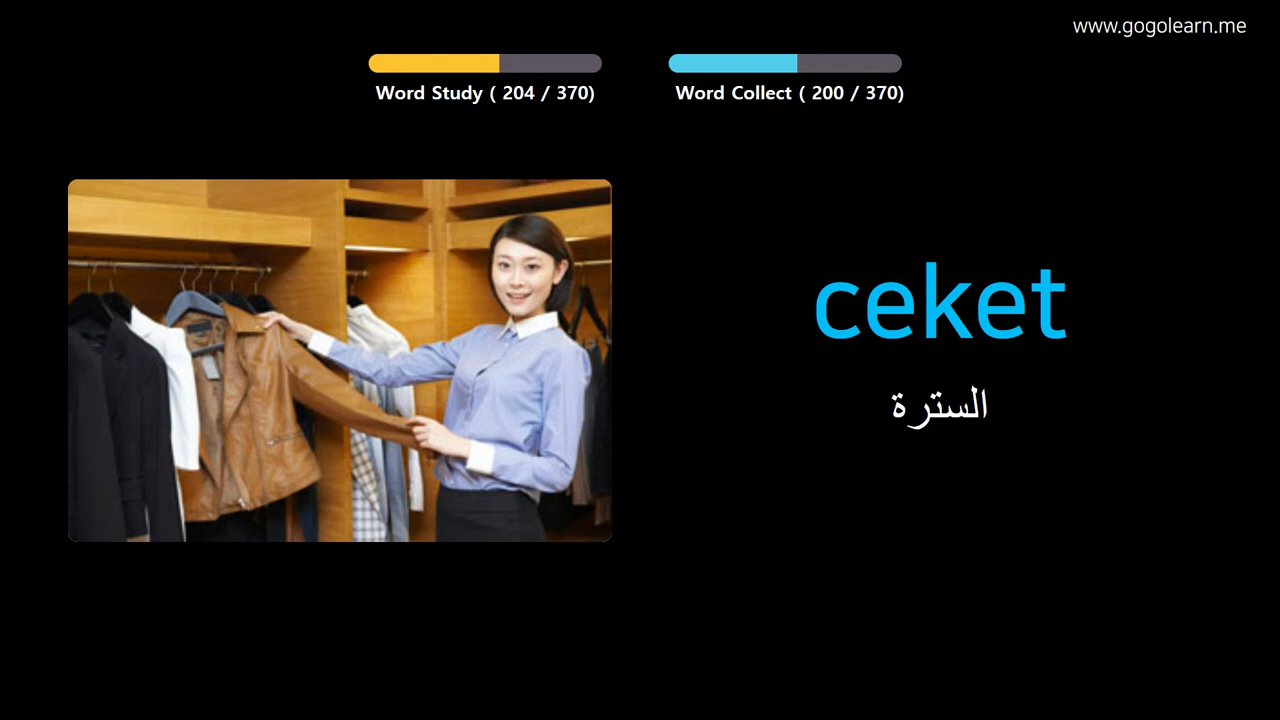 www.gogolearn.me
Word Study ( 204 / 370)
Word Collect ( 200 / 370)
ceket
السترة